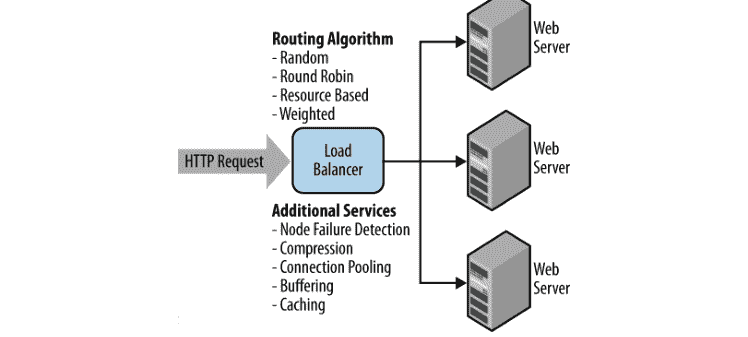 Routing Algorithm
- Random
- Round Robin
- Resource Based
- Weighted
HTTP Request
Load
Balancer
Additional Services
- Node Failure Detection
- Compression
- Connection Pooling
- Buffering
- Caching
Web
Server
Web
Server
Web
Server